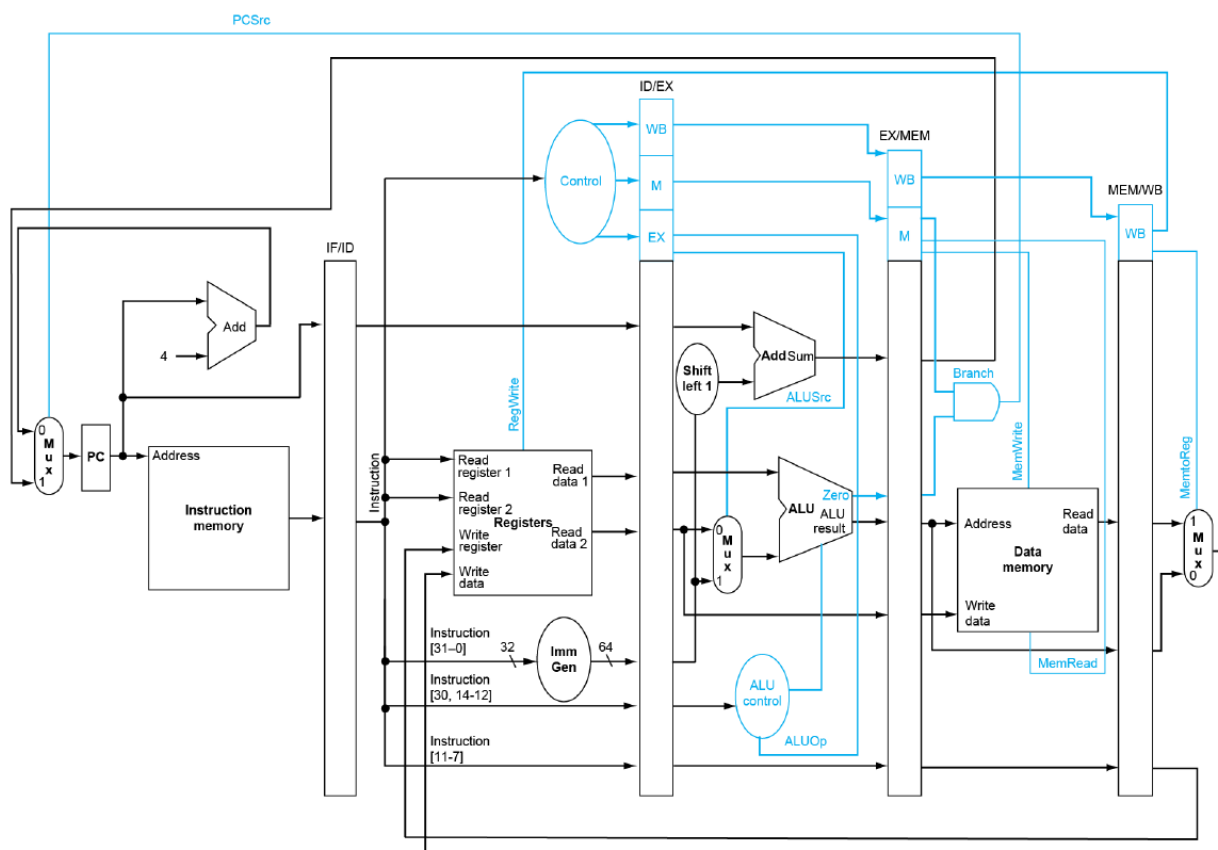 PCSrc
ID/EX
WB
EX/MEM
Control
M
WB
MEM/WB
EX
M
WB
IF/ID
Add
4
Add Sum
Shift
left 1
Branch
ALUSrc
RegWrite
MemWrite
MemtoReg
0
M
u
x
1
PC
Address
Instruction
memory
Instruction
Read
register 1
Read
data 1
Read
register 2
Registers
Read
data 2
Write
register
Write
data
0
M
u
x
1
Zero
ALU
ALU
result
Address
Read
data
Data
memory
Write
data
1
M
u
x
0
MemRead
Instruction
[31–0]
32
Imm
Gen
64
Instruction
[30, 14-12]
ALU
control
ALUOp
Instruction
[11-7]